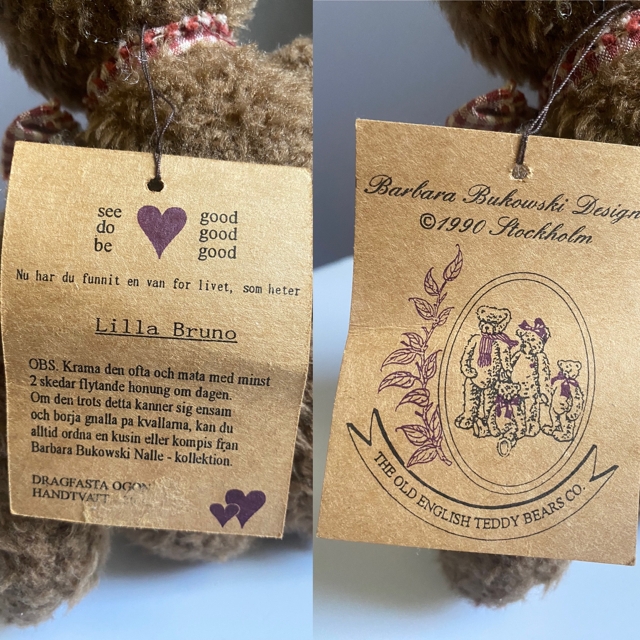 see good
do good
be good
Nu har du funnit en van for livet, som heter
Lilla Bruno
OBS. Krama den ofta och mata med minst
2 skedar flytande honung om dagen.
Om den trots detta kanner sig ensam
och borja gnalla pa kvallarna, kan du
alltid ordna en kusin eller kompis fran
Barbara Bukowski Nalle - kollektion.
DRAGFASTA OGON
HANDTVATT
Barbara Bukowski Design
©1990 Stockholm
THE OLD ENGLISH TEDDY BEARS CO.